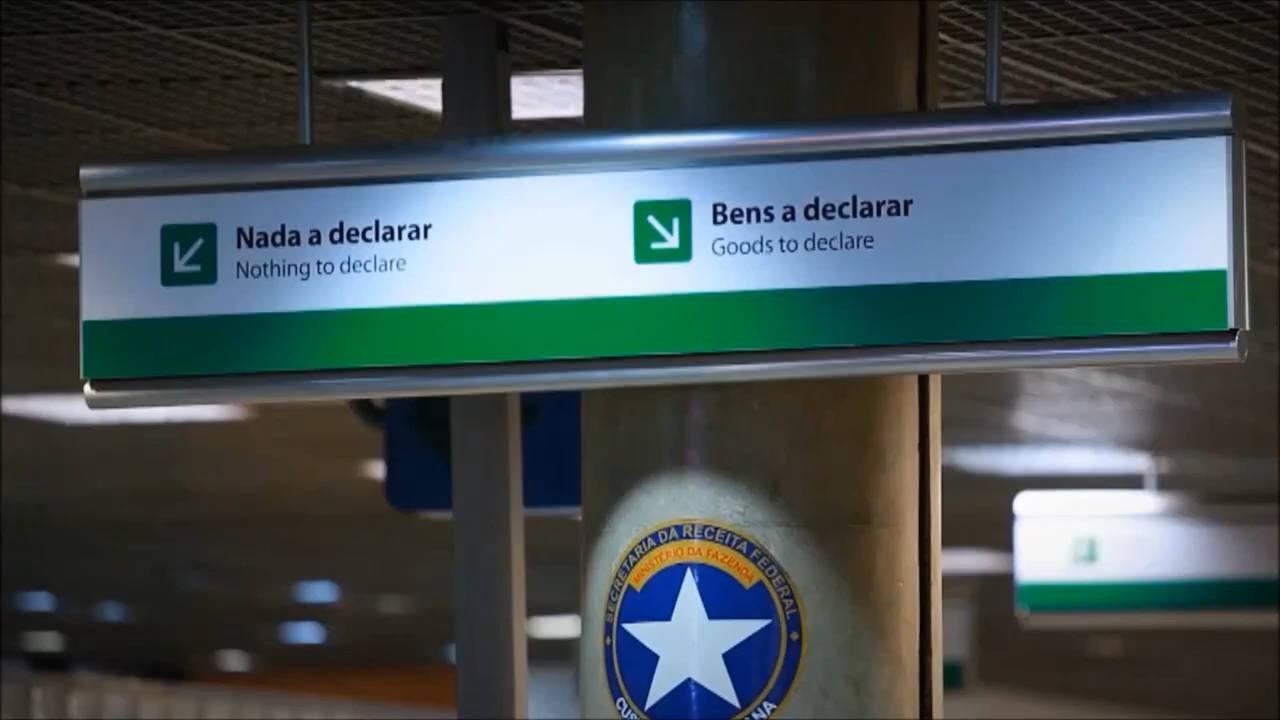 Nada a declarar
Nothing to declare
Bens a declarar
Goods to declare
SECRETARIA DA RECEITA FEDERAL
MINISTÉRIO DA FAZENDA